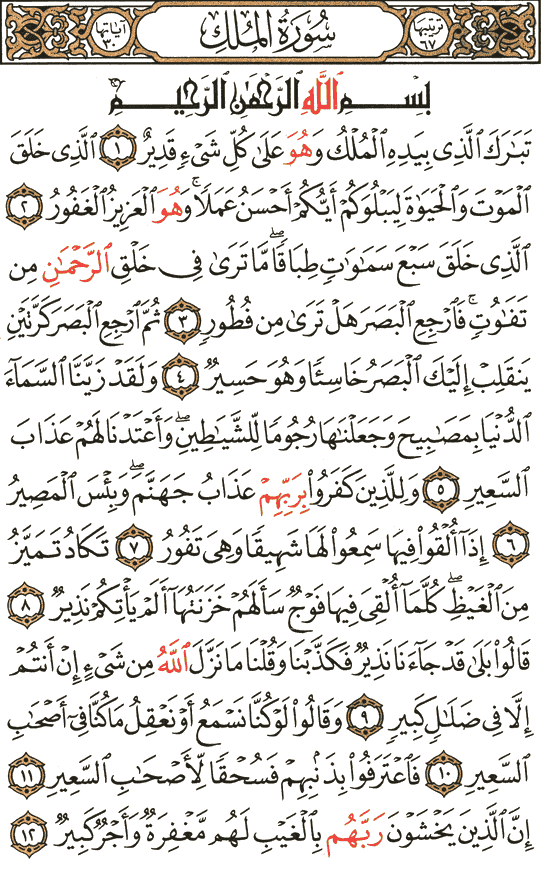 ترتيبها ٦٧ سُورَةُ المُلْكِ آياتها ٣٠
بِسْمِ ٱللَّهِ ٱلرَّحْمَٰنِ ٱلرَّحِيمِ
تَبَٰرَكَ ٱلَّذِى بِيَدِهِ ٱلْمُلْكُ وَهُوَ عَلَىٰ كُلِّ شَىْءٍ قَدِيرٌ ١ ٱلَّذِى خَلَقَ
ٱلْمَوْتَ وَٱلْحَيَوٰةَ لِيَبْلُوَكُمْ أَيُّكُمْ أَحْسَنُ عَمَلًا ۚ وَهُوَ ٱلْعَزِيزُ ٱلْغَفُورُ ٢
ٱلَّذِى خَلَقَ سَبْعَ سَمَٰوَٰتٍ طِبَاقًا ۖ مَّا تَرَىٰ فِى خَلْقِ ٱلرَّحْمَٰنِ مِن
تَفَٰوُتٍ ۖ فَٱرْجِعِ ٱلْبَصَرَ هَلْ تَرَىٰ مِن فُطُورٍ ٣ ثُمَّ ٱرْجِعِ ٱلْبَصَرَ كَرَّتَيْنِ
يَنقَلِبْ إِلَيْكَ ٱلْبَصَرُ خَاسِئًا وَهُوَ حَسِيرٌ ٤ وَلَقَدْ زَيَّنَّا ٱلسَّمَآءَ
ٱلدُّنْيَا بِمَصَٰبِيحَ وَجَعَلْنَٰهَا رُجُومًا لِّلشَّيَٰطِينِ ۖ وَأَعْتَدْنَا لَهُمْ عَذَابَ
ٱلسَّعِيرِ ٥ وَلِلَّذِينَ كَفَرُوا۟ بِرَبِّهِمْ عَذَابُ جَهَنَّمَ ۖ وَبِئْسَ ٱلْمَصِيرُ
٦ إِذَآ أُلْقُوا۟ فِيهَا سَمِعُوا۟ لَهَا شَهِيقًا وَهِىَ تَفُورُ ٧ تَكَادُ تَمَيَّزُ
مِنَ ٱلْغَيْظِ ۖ كُلَّمَآ أُلْقِىَ فِيهَا فَوْجٌ سَأَلَهُمْ خَزَنَتُهَآ أَلَمْ يَأْتِكُمْ نَذِيرٌ ٨
قَالُوا۟ بَلَىٰ قَدْ جَآءَنَا نَذِيرٌ فَكَذَّبْنَا وَقُلْنَا مَا نَزَّلَ ٱللَّهُ مِن شَىْءٍ إِنْ أَنتُمْ
إِلَّا فِى ضَلَٰلٍ كَبِيرٍ ٩ وَقَالُوا۟ لَوْ كُنَّا نَسْمَعُ أَوْ نَعْقِلُ مَا كُنَّا فِىٓ أَصْحَٰبِ
ٱلسَّعِيرِ ١٠ فَٱعْتَرَفُوا۟ بِذَنۢبِهِمْ فَسُحْقًا لِّأَصْحَٰبِ ٱلسَّعِيرِ ١١
إِنَّ ٱلَّذِينَ يَخْشَوْنَ رَبَّهُم بِٱلْغَيْبِ لَهُم مَّغْفِرَةٌ وَأَجْرٌ كَبِيرٌ ١٢